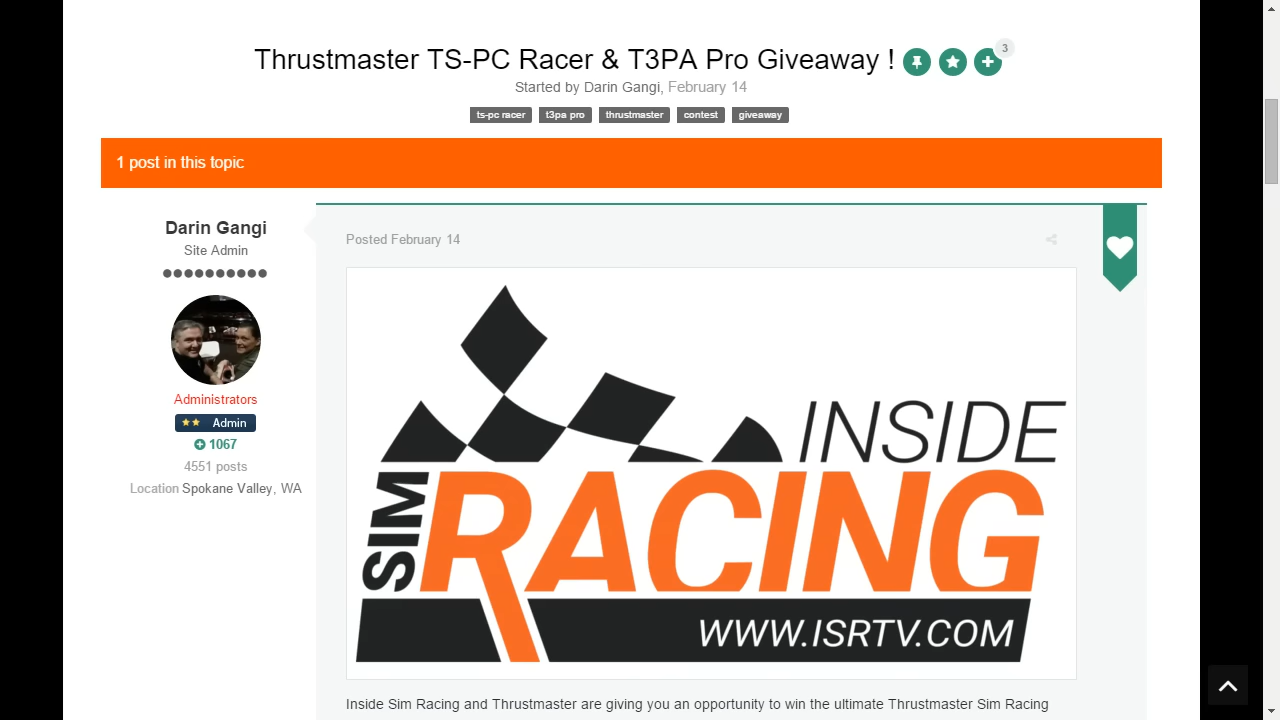 Thrustmaster TS-PC Racer & T3PA Pro Giveaway !
3
Started by Darin Gangi, February 14
ts-pc racer t3pa pro thrustmaster contest giveaway
1 post in this topic
Darin Gangi
Site Admin
Administrators
Admin
1067
4551 posts
Location Spokane Valley, WA
Posted February 14
INSIDE
SIM RACING
WWW.ISRTV.COM
Inside Sim Racing and Thrustmaster are giving you an opportunity to win the ultimate Thrustmaster Sim Racing